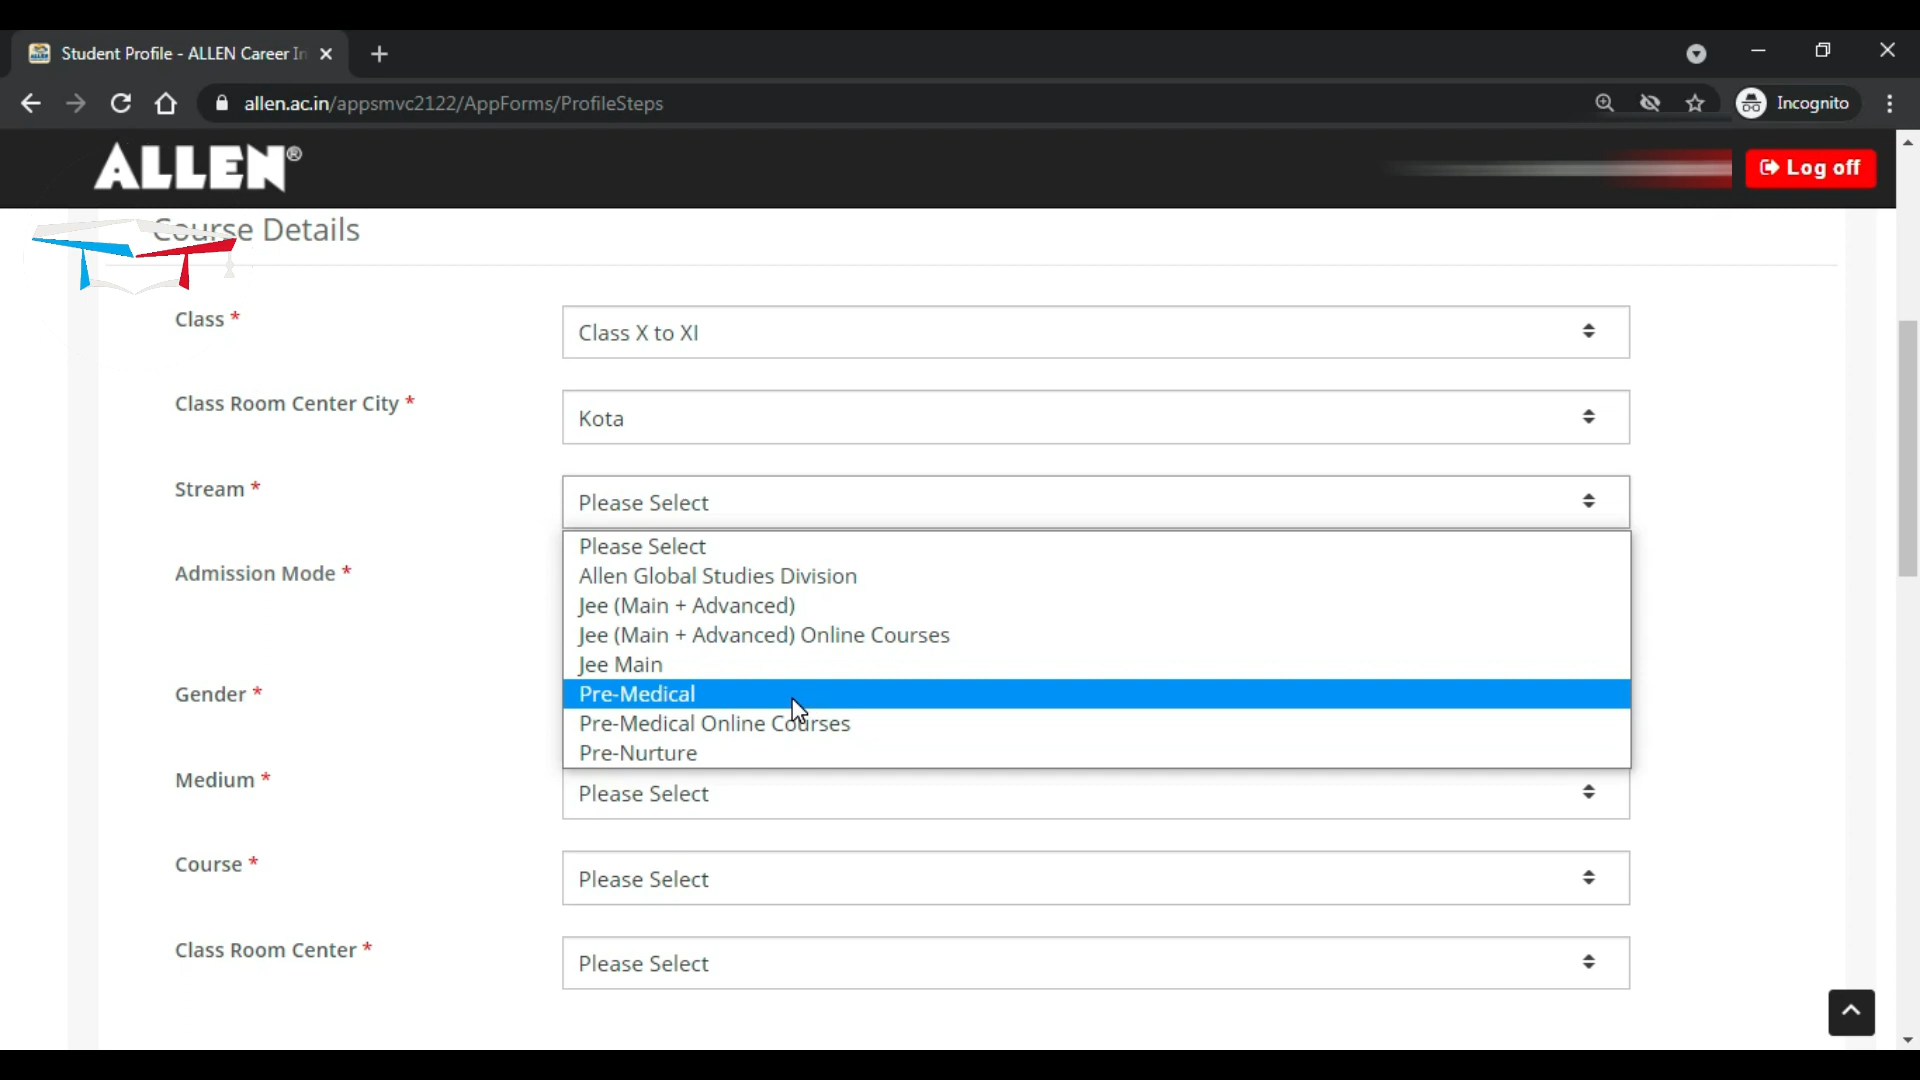 Student Profile - ALLEN Career In
allen.ac.in/appsmvc2122/AppForms/ProfileSteps
Incognito
ALLEN®
Log off
Course Details
Class *
Class X to XI
Class Room Center City *
Kota
Stream *
Please Select
Please Select
Allen Global Studies Division
Jee (Main + Advanced)
Jee (Main + Advanced) Online Courses
Jee Main
Pre-Medical
Pre-Medical Online Courses
Pre-Nurture
Admission Mode *
Gender *
Medium *
Please Select
Course *
Please Select
Class Room Center *
Please Select